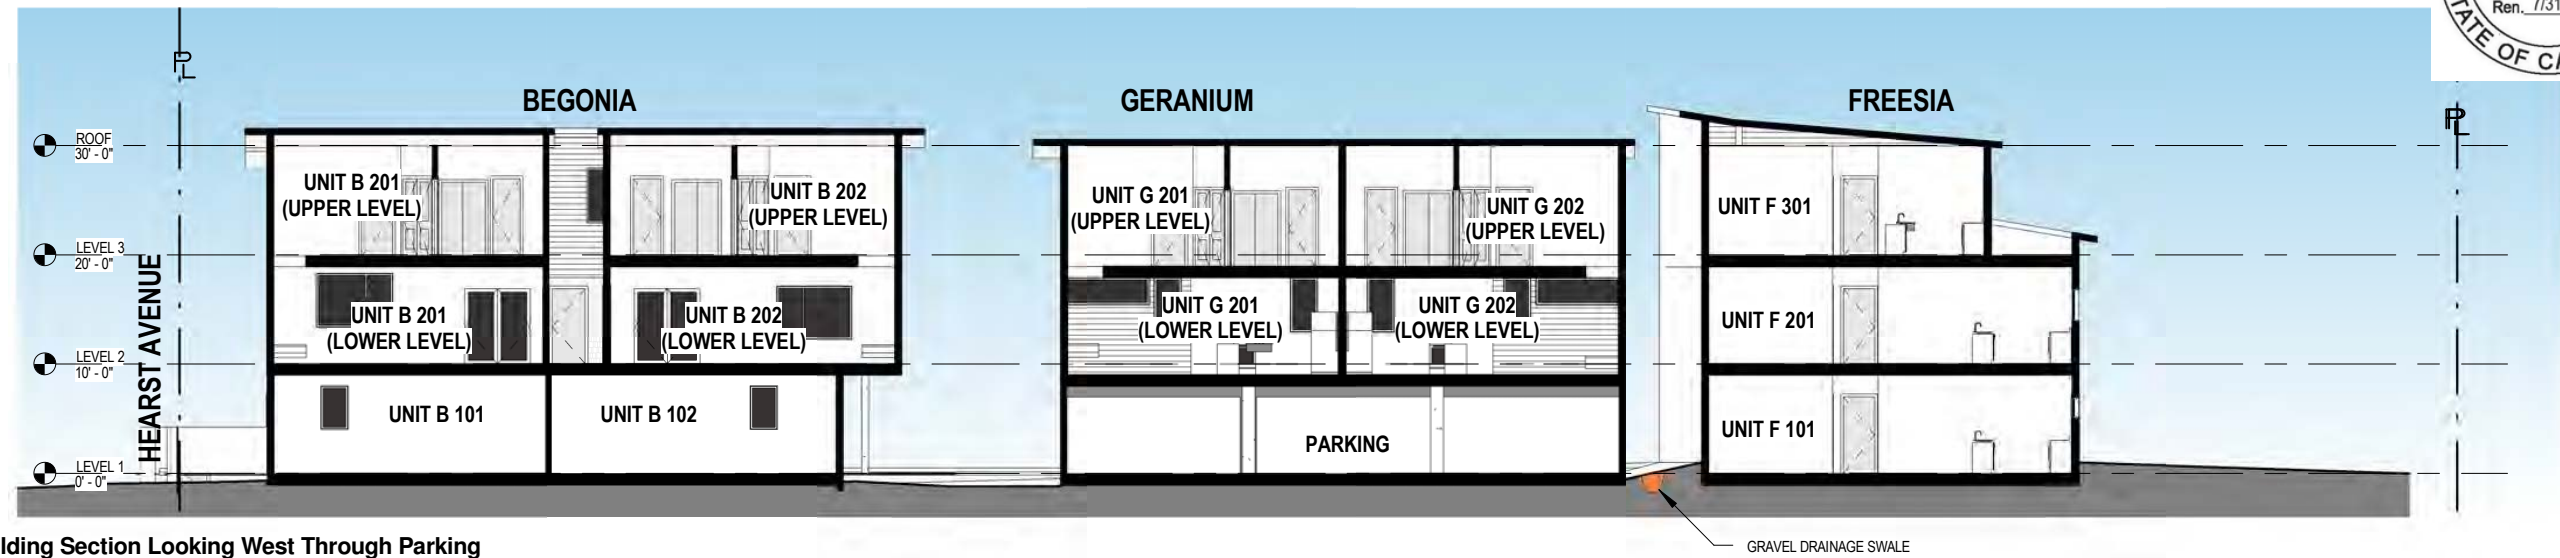 Ren. 7/31
TATE OF CA
PL
PL
BEGONIA
GERANIUM
FREESIA
ROOF
30' - 0"
LEVEL 3
20' - 0"
LEVEL 2
10' - 0"
LEVEL 1
0' - 0"
HEARST AVENUE
UNIT B 201
(UPPER LEVEL)
UNIT B 202
(UPPER LEVEL)
UNIT G 201
(UPPER LEVEL)
UNIT G 202
(UPPER LEVEL)
UNIT F 301
UNIT B 201
(LOWER LEVEL)
UNIT B 202
(LOWER LEVEL)
UNIT G 201
(LOWER LEVEL)
UNIT G 202
(LOWER LEVEL)
UNIT F 201
UNIT B 101
UNIT B 102
PARKING
UNIT F 101
lding Section Looking West Through Parking
GRAVEL DRAINAGE SWALE